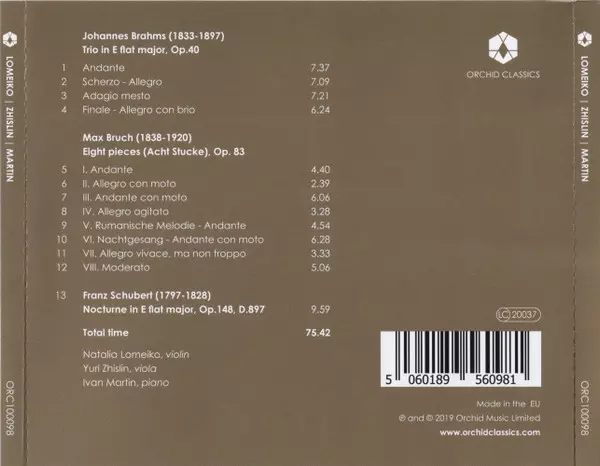 LOMEIKO | ZHISLIN | MARTIN
ORC100098
Johannes Brahms (1833-1897)
Trio in E flat major, Op.40
1 Andante 7.37
2 Scherzo - Allegro 7.09
3 Adagio mesto 7.21
4 Finale - Allegro con brio 6.24
Max Bruch (1838-1920)
Eight pieces (Acht Stucke), Op. 83
5 I. Andante 4.40
6 II. Allegro con moto 2.39
7 III. Andante con moto 6.06
8 IV. Allegro agitato 3.28
9 V. Rumanische Melodie - Andante 4.54
10 VI. Nachtgesang - Andante con moto 6.28
11 VII. Allegro vivace, ma non troppo 3.33
12 VIII. Moderato 5.06
13 Franz Schubert (1797-1828)
Nocturne in E flat major, Op.148, D.897 9.59
Total time 75.42
Natalia Lomeiko, violin
Yuri Zhislin, viola
Ivan Martin, piano
ORCHID CLASSICS
LC 20037
5 060189 560981
Made in the EU
℗ and © 2019 Orchid Music Limited
www.orchidclassics.com
LOMEIKO | ZHISLIN | MARTIN
ORC100098